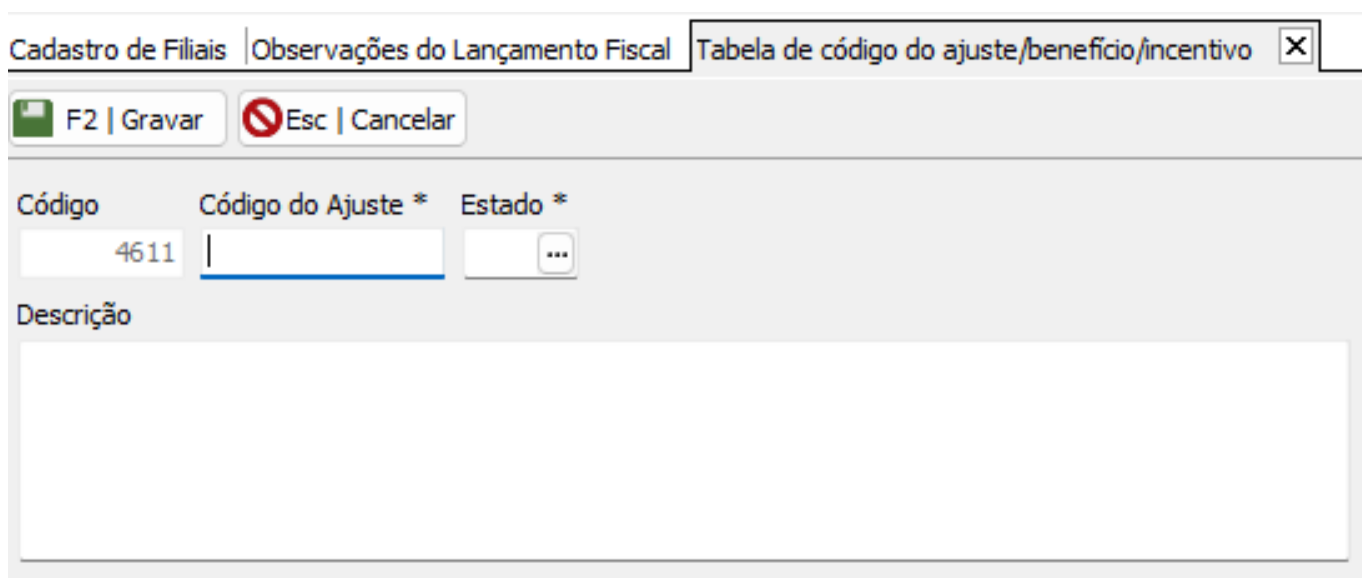 Cadastro de Filiais Observações do Lançamento Fiscal Tabela de código do ajuste/benefício/incentivo
F2 | Gravar Esc | Cancelar
Código Código do Ajuste * Estado *
4611 ...
Descrição